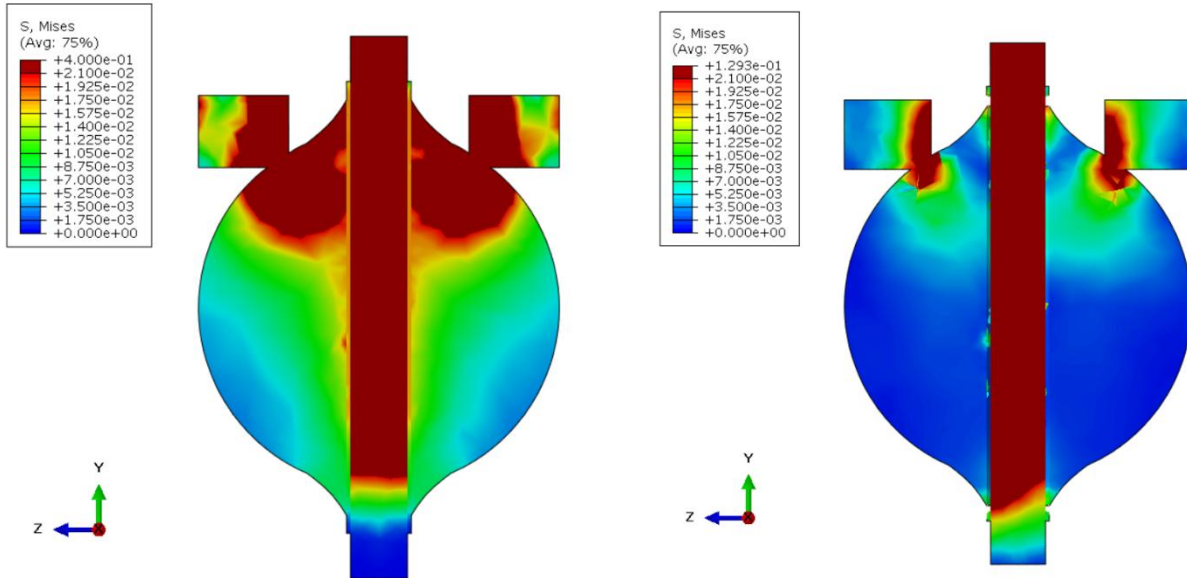 S, Mises
(Avg: 75%)
+4.000e-01
+2.100e-02
+1.925e-02
+1.750e-02
+1.575e-02
+1.400e-02
+1.225e-02
+1.050e-02
+8.750e-03
+7.000e-03
+5.250e-03
+3.500e-03
+1.750e-03
+0.000e+00
Y
Z
X
S, Mises
(Avg: 75%)
+1.293e-01
+2.100e-02
+1.925e-02
+1.750e-02
+1.575e-02
+1.400e-02
+1.225e-02
+1.050e-02
+8.750e-03
+7.000e-03
+5.250e-03
+3.500e-03
+1.750e-03
+0.000e+00
Y
Z
X